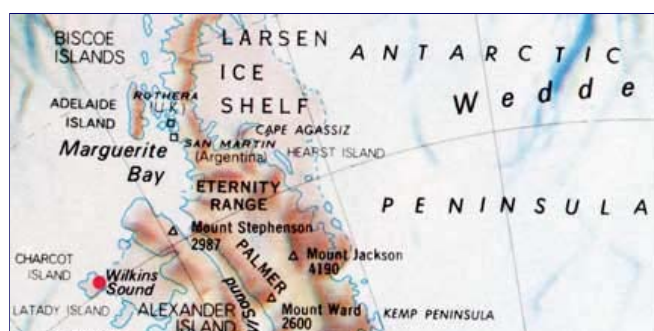 BISCOE
ISLANDS
LARSEN
ICE
SHELF
ANTARCTIC
Wedde
ROTHERA
(U.K.)
ADELAIDE
ISLAND
CAPE AGASSIZ
SAN MARTIN
(Argentina)
HEARST ISLAND
Marguerite
Bay
ETERNITY
RANGE
PENINSULA
Mount Stephenson
2987
PALMER
Mount Jackson
4190
CHARCOT
ISLAND
Wilkins
Sound
LATADY ISLAND
ALEXANDER
ISLAND
Sound
Mount Ward
2600
KEMP PENINSULA